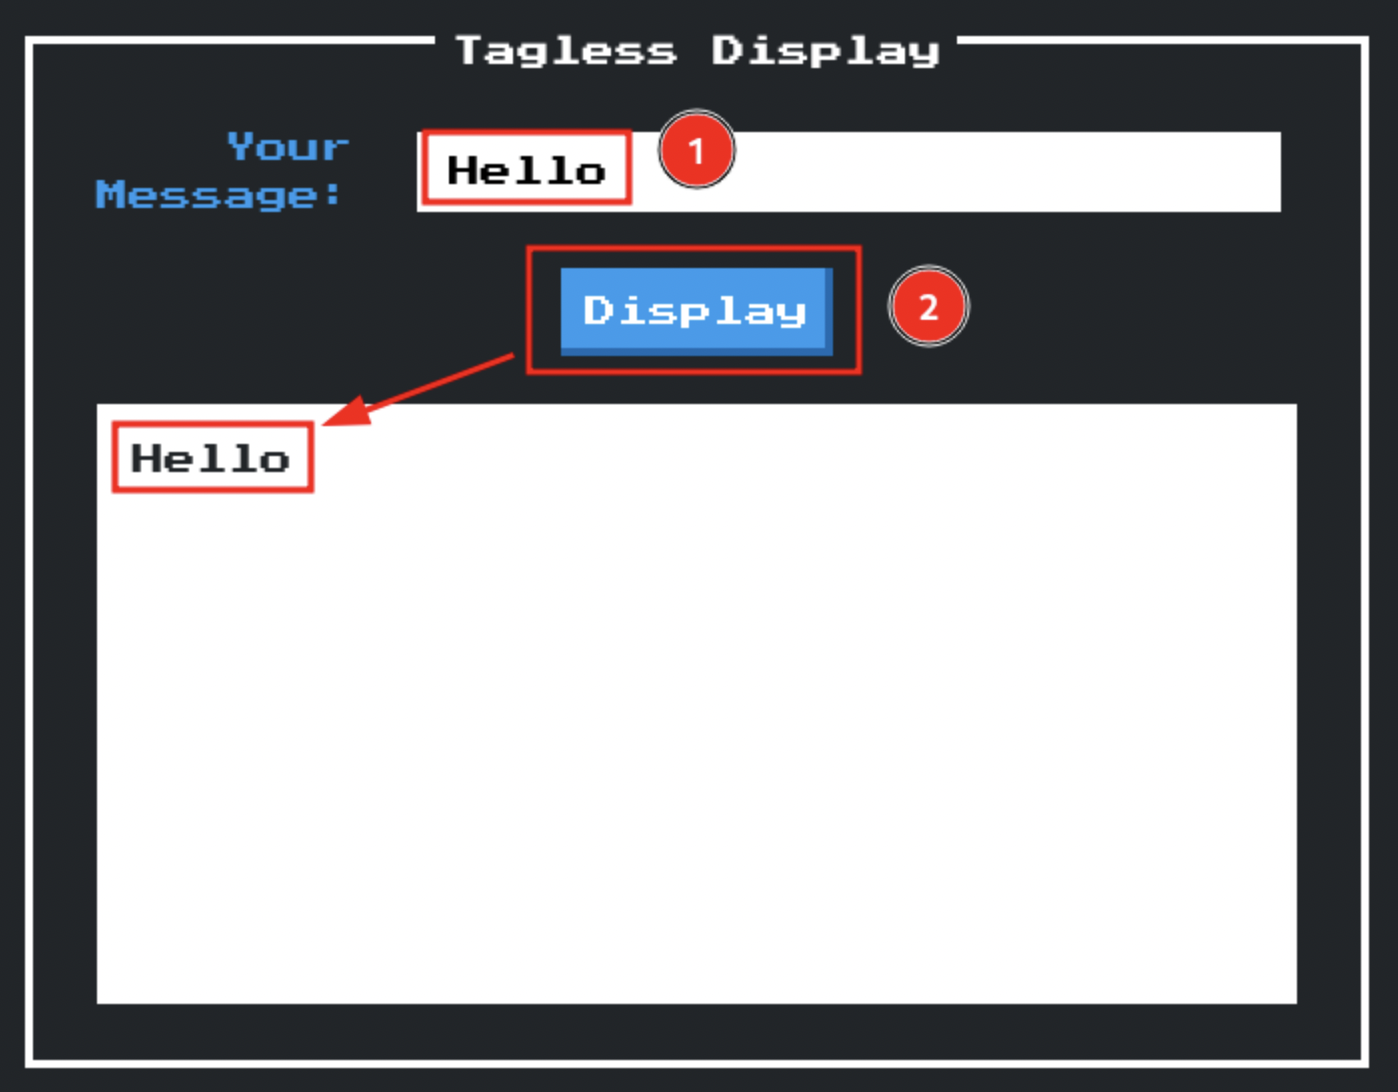 Tagless Display
Your
Message:
Hello
1
Display
2
Hello